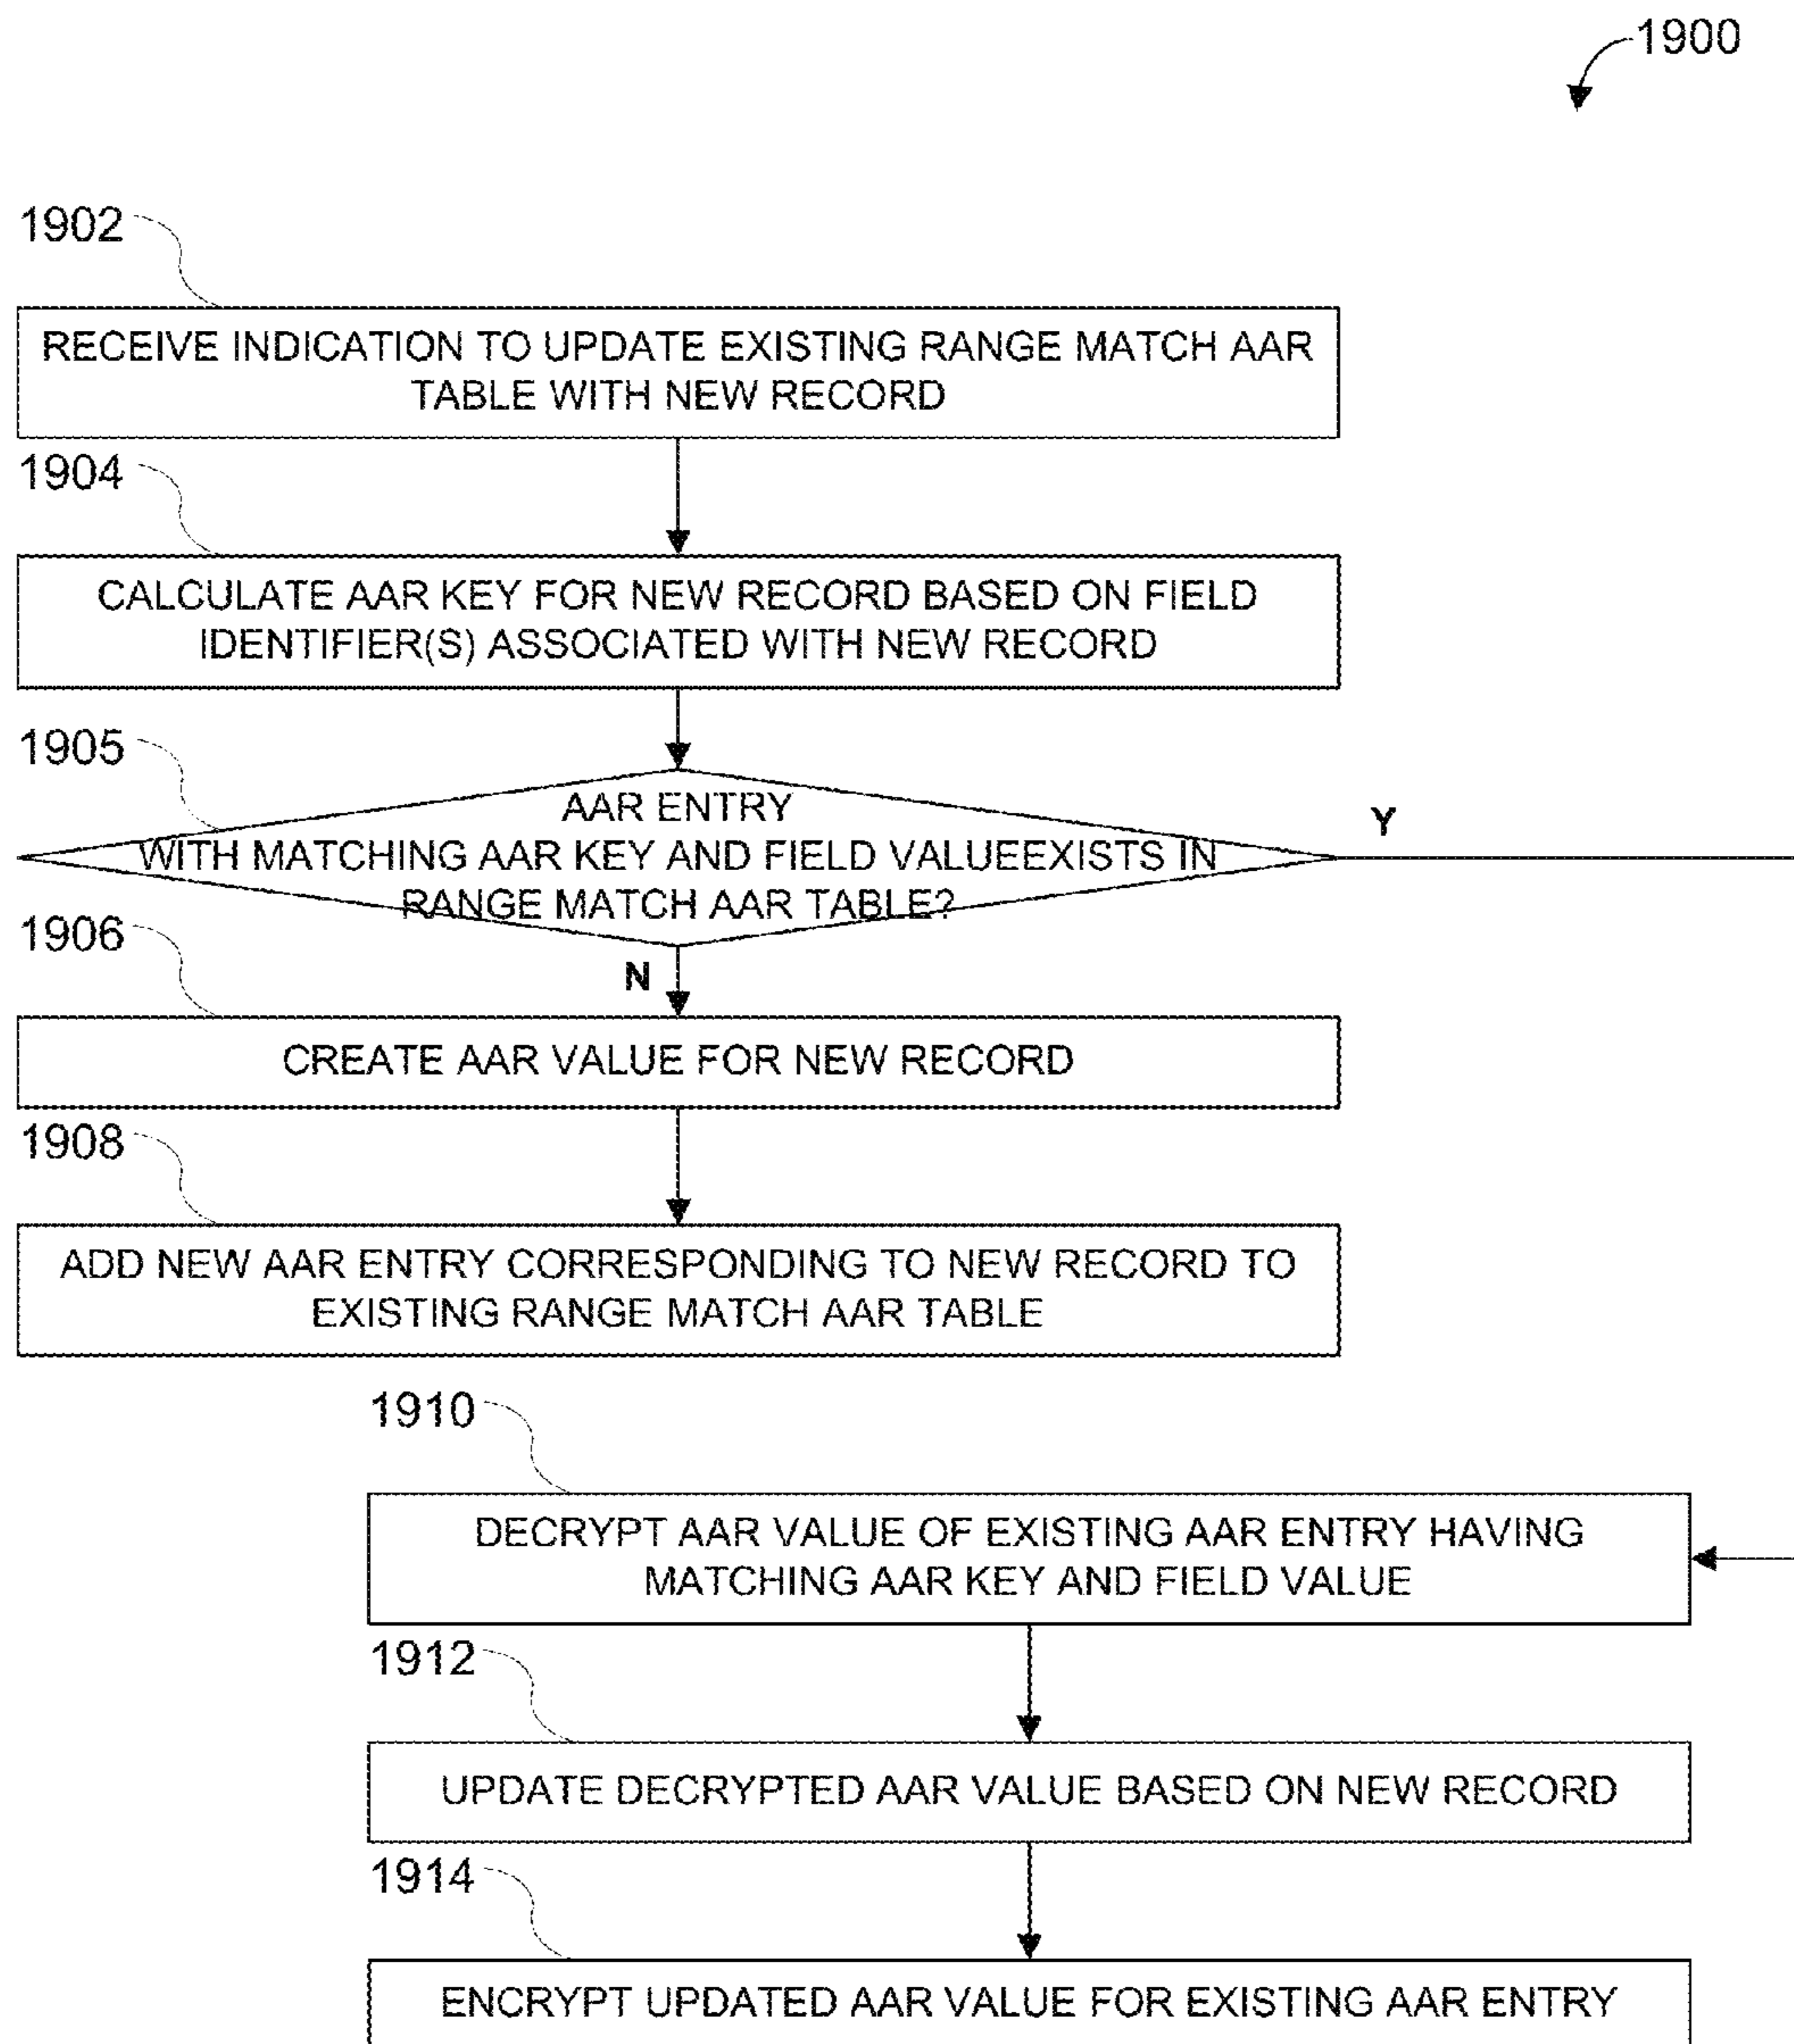 1900
1902
RECEIVE INDICATION TO UPDATE EXISTING RANGE MATCH AAR
TABLE WITH NEW RECORD
1904
CALCULATE AAR KEY FOR NEW RECORD BASED ON FIELD
IDENTIFIER(S) ASSOCIATED WITH NEW RECORD
1905
AAR ENTRY
WITH MATCHING AAR KEY AND FIELD VALUEEXISTS IN
RANGE MATCH AAR TABLE?
Y
N
1906
CREATE AAR VALUE FOR NEW RECORD
1908
ADD NEW AAR ENTRY CORRESPONDING TO NEW RECORD TO
EXISTING RANGE MATCH AAR TABLE
1910
DECRYPT AAR VALUE OF EXISTING AAR ENTRY HAVING
MATCHING AAR KEY AND FIELD VALUE
1912
UPDATE DECRYPTED AAR VALUE BASED ON NEW RECORD
1914
ENCRYPT UPDATED AAR VALUE FOR EXISTING AAR ENTRY